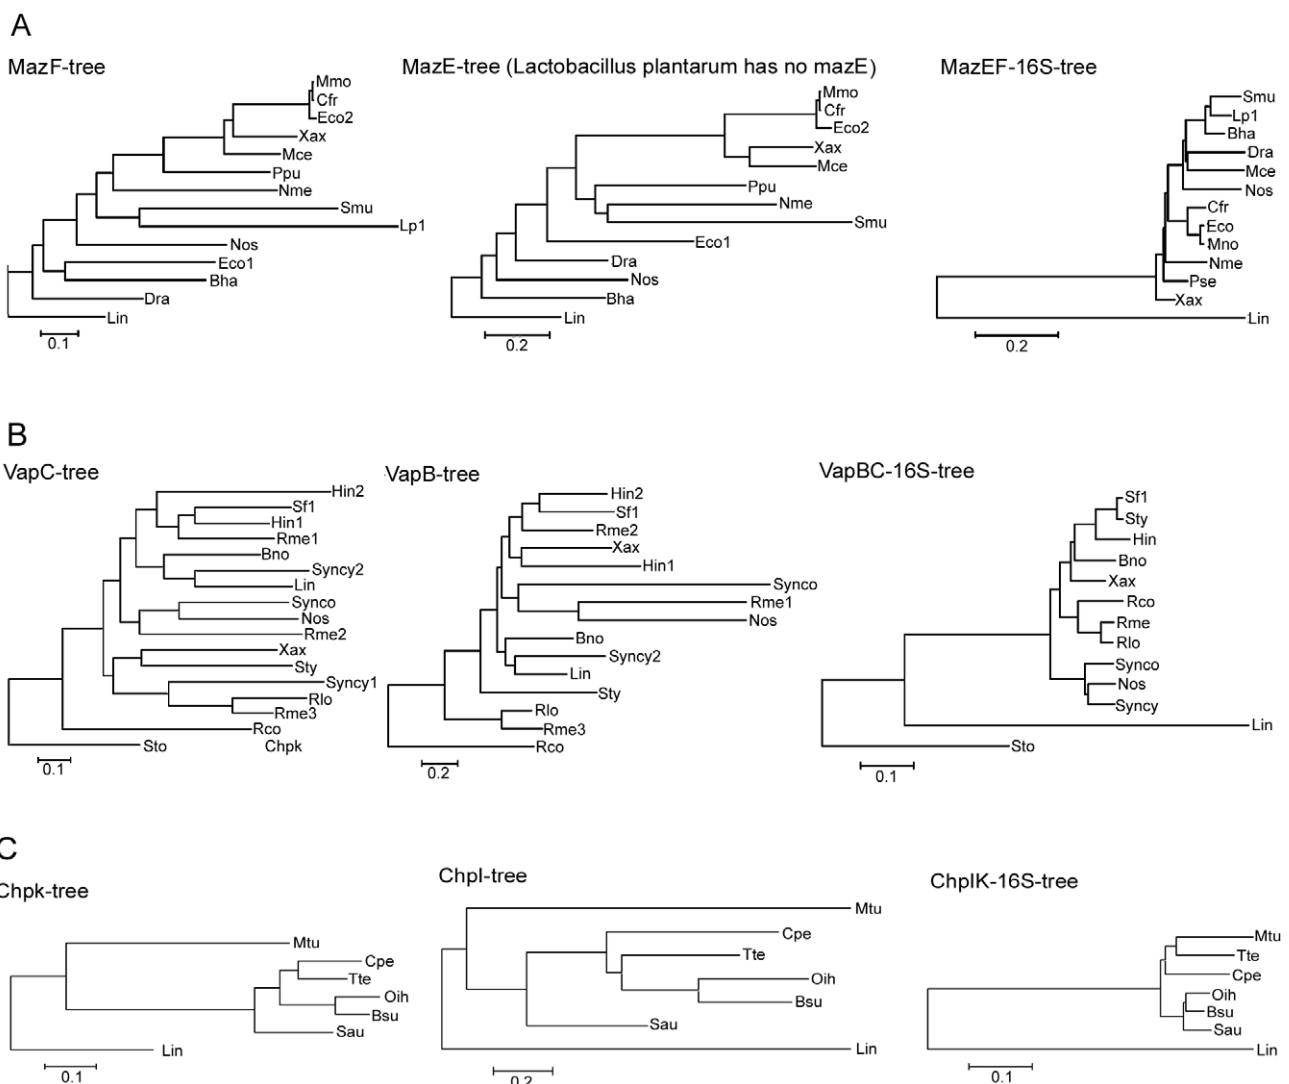 A
MazF-tree
Mmo
Cfr
Eco2
Xax
Mce
Ppu
Nme
Smu
Lp1
Nos
Eco1
Bha
Dra
Lin
0.1
MazE-tree (Lactobacillus plantarum has no mazE)
Mmo
Cfr
Eco2
Xax
Mce
Ppu
Nme
Smu
Eco1
Dra
Nos
Bha
Lin
0.2
MazEF-16S-tree
Smu
Lp1
Bha
Dra
Mce
Nos
Cfr
Eco
Mno
Nme
Pse
Xax
Lin
0.2
B
VapC-tree
Hin2
Sf1
Hin1
Rme1
Bno
Syncy2
Lin
Synco
Nos
Rme2
Xax
Sty
Syncy1
Rlo
Rme3
Rco
Sto
Chpk
0.1
VapB-tree
Hin2
Sf1
Rme2
Xax
Hin1
Synco
Rme1
Nos
Bno
Syncy2
Lin
Sty
Rlo
Rme3
Rco
0.2
VapBC-16S-tree
Sf1
Sty
Hin
Bno
Xax
Rco
Rme
Rlo
Synco
Nos
Syncy
Lin
Sto
0.1
C
Chpk-tree
Mtu
Cpe
Tte
Oih
Bsu
Sau
Lin
0.1
ChpI-tree
Mtu
Cpe
Tte
Oih
Bsu
Sau
Lin
0.2
ChpIK-16S-tree
Mtu
Tte
Cpe
Oih
Bsu
Sau
Lin
0.1